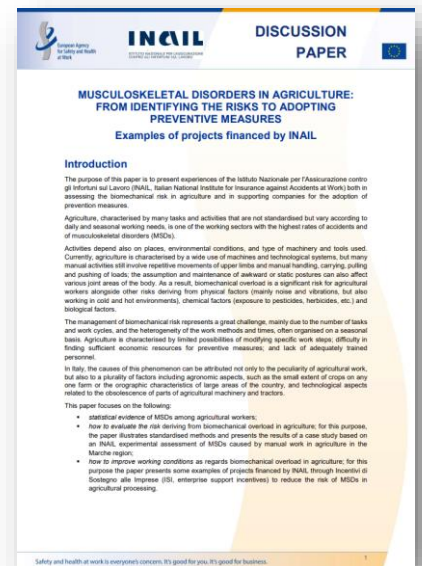 European Agency
for Safety and Health
at Work
INAIL
ISTITUTO NAZIONALE PER L'ASSICURAZIONE
CONTRO GLI INFORTUNI SUL LAVORO
DISCUSSION
PAPER
MUSCULOSKELETAL DISORDERS IN AGRICULTURE:
FROM IDENTIFYING THE RISKS TO ADOPTING
PREVENTIVE MEASURES
Examples of projects financed by INAIL
Introduction
The purpose of this paper is to present experiences of the Istituto Nazionale per l'Assicurazione contro
gli Infortuni sul Lavoro (INAIL, Italian National Institute for Insurance against Accidents at Work) both in
assessing the biomechanical risk in agriculture and in supporting companies for the adoption of
prevention measures.
Agriculture, characterised by many tasks and activities that are not standardised but vary according to
daily and seasonal working needs, is one of the working sectors with the highest rates of accidents and
of musculoskeletal disorders (MSDs).
Activities depend also on places, environmental conditions, and type of machinery and tools used.
Currently, agriculture is characterised by a wide use of machines and technological systems, but many
manual activities still involve repetitive movements of upper limbs and manual handling, carrying, pulling
and pushing of loads; the assumption and maintenance of awkward or static postures can also affect
various joint areas of the body. As a result, biomechanical overload is a significant risk for agricultural
workers alongside other risks deriving from physical factors (mainly noise and vibrations, but also
working in cold and hot environments), chemical factors (exposure to pesticides, herbicides, etc.) and
biological factors.
The management of biomechanical risk represents a great challenge, mainly due to the number of tasks
and work cycles, and the heterogeneity of the work methods and times, often organised on a seasonal
basis. Agriculture is characterised by limited possibilities of modifying specific work steps; difficulty in
finding sufficient economic resources for preventive measures; and lack of adequately trained
personnel.
In Italy, the causes of this phenomenon can be attributed not only to the peculiarity of agricultural work,
but also to a plurality of factors including agronomic aspects, such as the small extent of crops on any
one farm or the orographic characteristics of large areas of the country, and technological aspects
related to the obsolescence of parts of agricultural machinery and tractors.
This paper focuses on the following:
• statistical evidence of MSDs among agricultural workers;
• how to evaluate the risk deriving from biomechanical overload in agriculture; for this purpose,
the paper illustrates standardised methods and presents the results of a case study based on
an INAIL experimental assessment of MSDs caused by manual work in agriculture in the
Marche region;
• how to improve working conditions as regards biomechanical overload in agriculture; for this
purpose the paper presents some examples of projects financed by INAIL through Incentivi di
Sostegno alle Imprese (ISI, enterprise support incentives) to reduce the risk of MSDs in
agricultural processing.
Safety and health at work is everyone's concern. It's good for you. It's good for business.
1